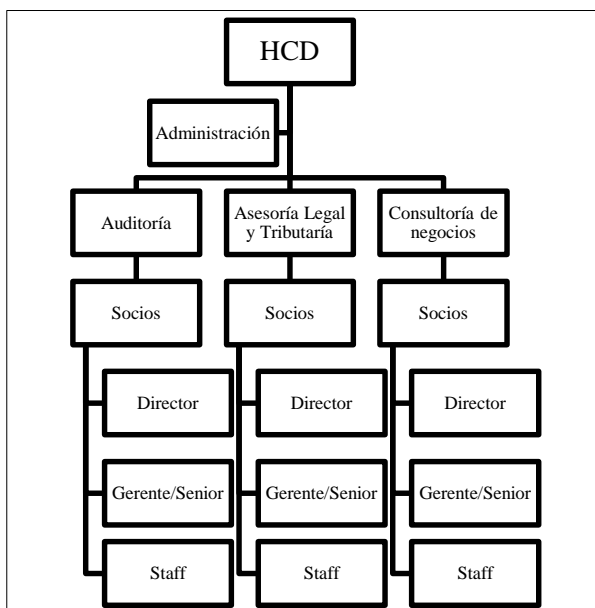 HCD
Administración
Auditoría
Asesoría Legal
y Tributaría
Consultoría de
negocios
Socios
Socios
Socios
Director
Director
Director
Gerente/Senior
Gerente/Senior
Gerente/Senior
Staff
Staff
Staff